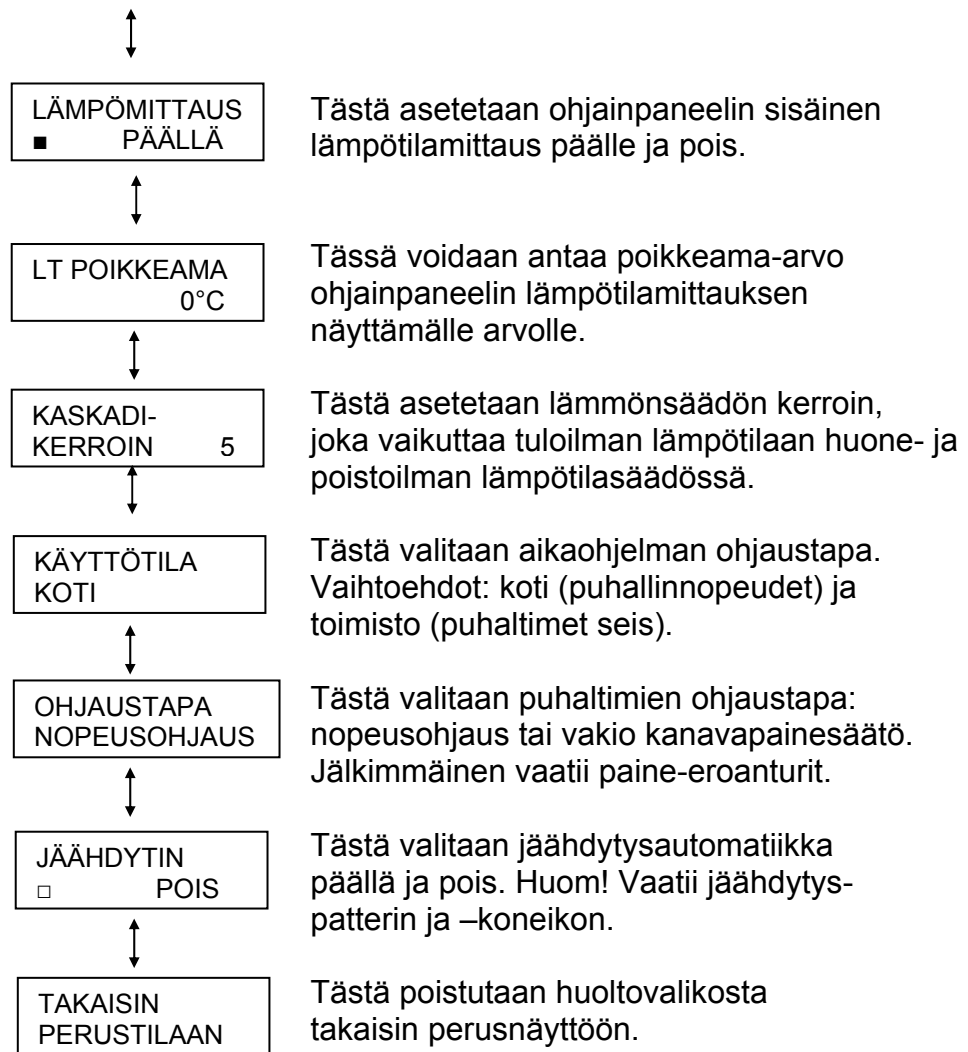 LÄMPÖMITTAUS
■ PÄÄLLÄ
Tästä asetetaan ohjainpaneelin sisäinen
lämpötilamittaus päälle ja pois.
LT POIKKEAMA
0°C
Tässä voidaan antaa poikkeama-arvo
ohjainpaneelin lämpötilamittauksen
näyttämälle arvolle.
KASKADI-
KERROIN 5
Tästä asetetaan lämmönsäädön kerroin,
joka vaikuttaa tuloilman lämpötilaan huone- ja
poistoilman lämpötilasäädössä.
KÄYTTÖTILA
KOTI
Tästä valitaan aikaohjelman ohjaustapa.
Vaihtoehdot: koti (puhallinnopeudet) ja
toimisto (puhaltimet seis).
OHJAUSTAPA
NOPEUSOHJAUS
Tästä valitaan puhaltimien ohjaustapa:
nopeusohjaus tai vakio kanavapainesäätö.
Jälkimmäinen vaatii paine-eroanturit.
JÄÄHDYTIN
□ POIS
Tästä valitaan jäähdytysautomatiikka
päällä ja pois. Huom! Vaatii jäähdytys-
patterin ja –koneikon.
TAKAISIN
PERUSTILAAN
Tästä poistutaan huoltovalikosta
takaisin perusnäyttöön.